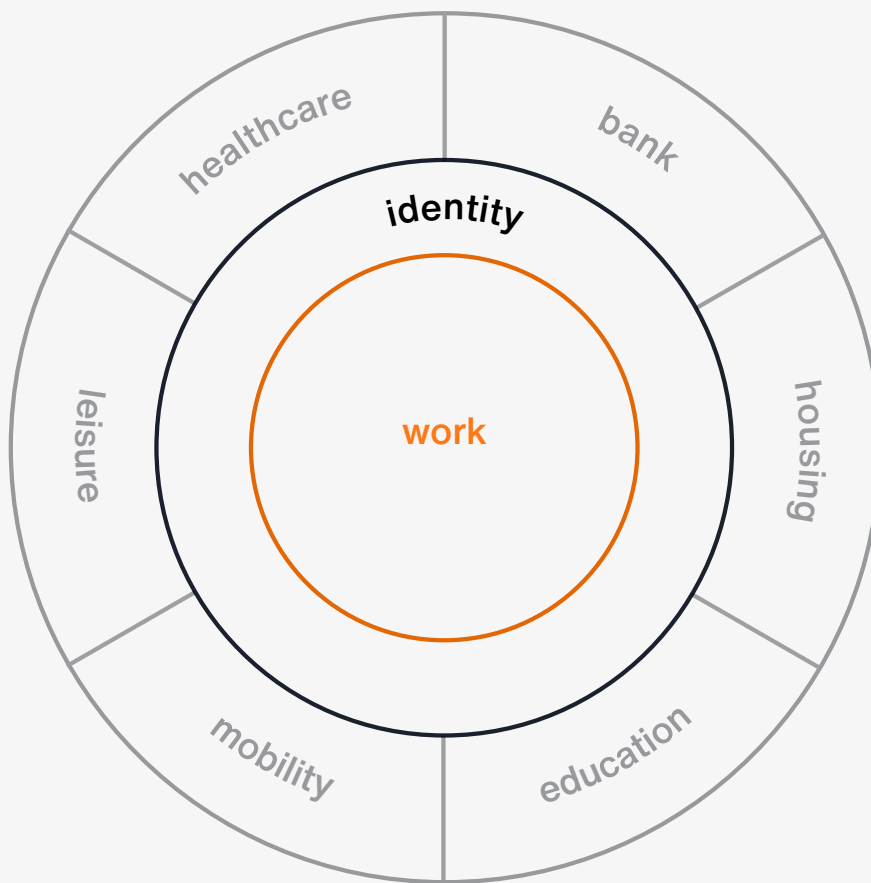 healthcare
bank
identity
leisure
work
housing
mobility
education